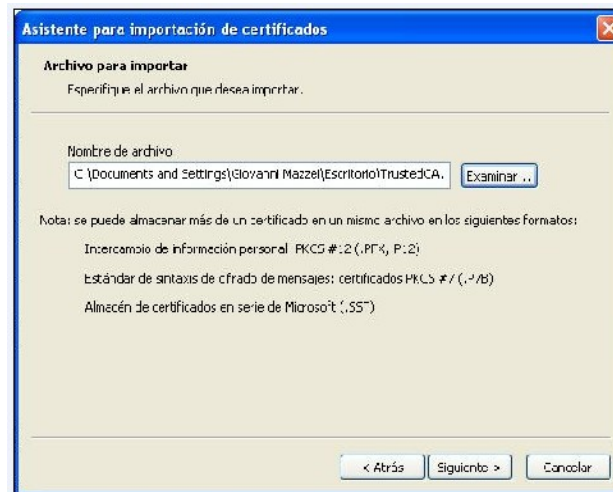 Asistente para importación de certificados
Archivo para importar
Especifique el archivo que desea importar.
Nombre de archivo
C:\Documents and Settings\Giovanni Mazzei\Escritorio\TrustedCA.
Examinar ...
Nota: se puede almacenar más de un certificado en un mismo archivo en los siguientes formatos:
Intercambio de información personal: PKCS #12 (.PFX, .P12)
Estándar de sintaxis de cifrado de mensajes: certificados PKCS #7 (.P7B)
Almacén de certificados en serie de Microsoft (.SST)
< Atrás Siguiente > Cancelar